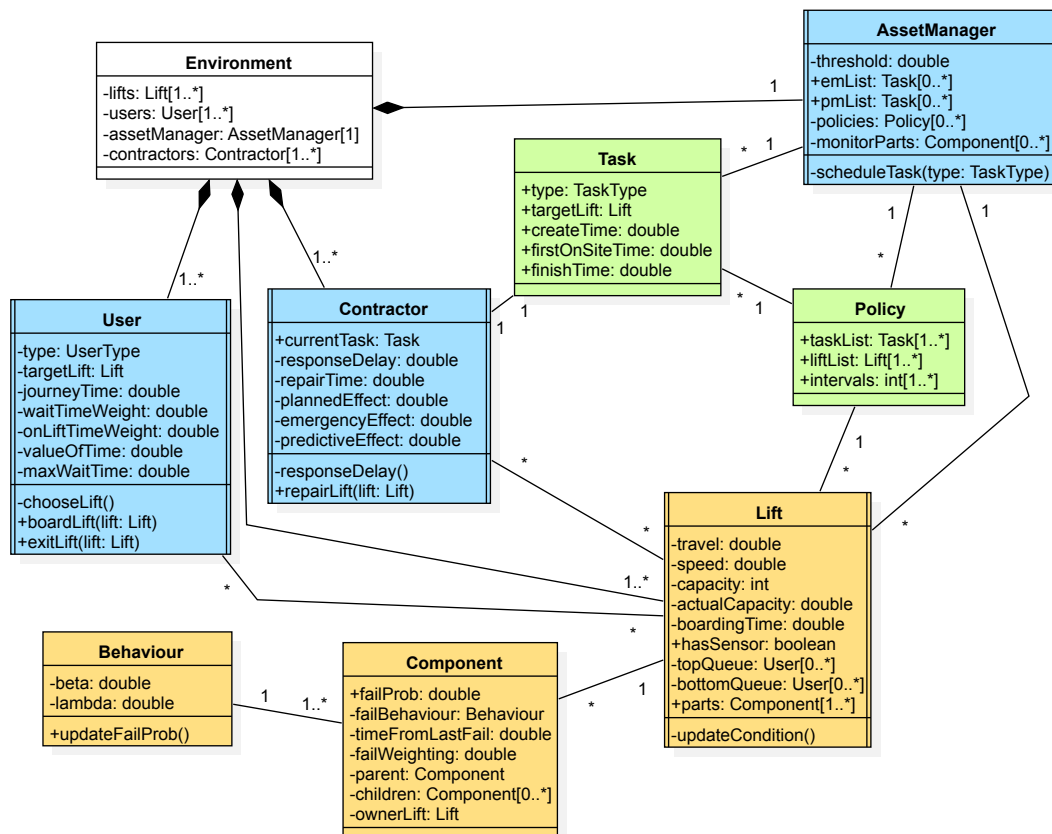 AssetManager
-threshold: double
+emList: Task[0..*]
+pmList: Task[0..*]
-policies: Policy[0..*]
-monitorParts: Component[0..*]
-scheduleTask(type: TaskType)
Environment
-lifts: Lift[1..*]
-users: User[1..*]
-assetManager: AssetManager[1]
-contractors: Contractor[1..*]
1
Task
+type: TaskType
+targetLift: Lift
+createTime: double
+firstOnSiteTime: double
+finishTime: double
*
1
1
1
*
1..*
1..*
*
1
1
1
User
-type: UserType
-targetLift: Lift
-journeyTime: double
-waitTimeWeight: double
-onLiftTimeWeight: double
-valueOfTime: double
-maxWaitTime: double
-chooseLift()
+boardLift(lift: Lift)
+exitLift(lift: Lift)
Contractor
+currentTask: Task
-responseDelay: double
-repairTime: double
-plannedEffect: double
-emergencyEffect: double
-predictiveEffect: double
-responseDelay()
+repairLift(lift: Lift)
Policy
+taskList: Task[1..*]
+liftList: Lift[1..*]
+intervals: int[1..*]
1
*
*
*
*
1..*
*
*
Lift
-travel: double
-speed: double
-capacity: int
-actualCapacity: double
-boardingTime: double
+hasSensor: boolean
-topQueue: User[0..*]
-bottomQueue: User[0..*]
+parts: Component[1..*]
-updateCondition()
Behaviour
-beta: double
-lambda: double
+updateFailProb()
1
1..*
Component
+failProb: double
-failBehaviour: Behaviour
-timeFromLastFail: double
-failWeighting: double
-parent: Component
-children: Component[0..*]
-ownerLift: Lift
*
1